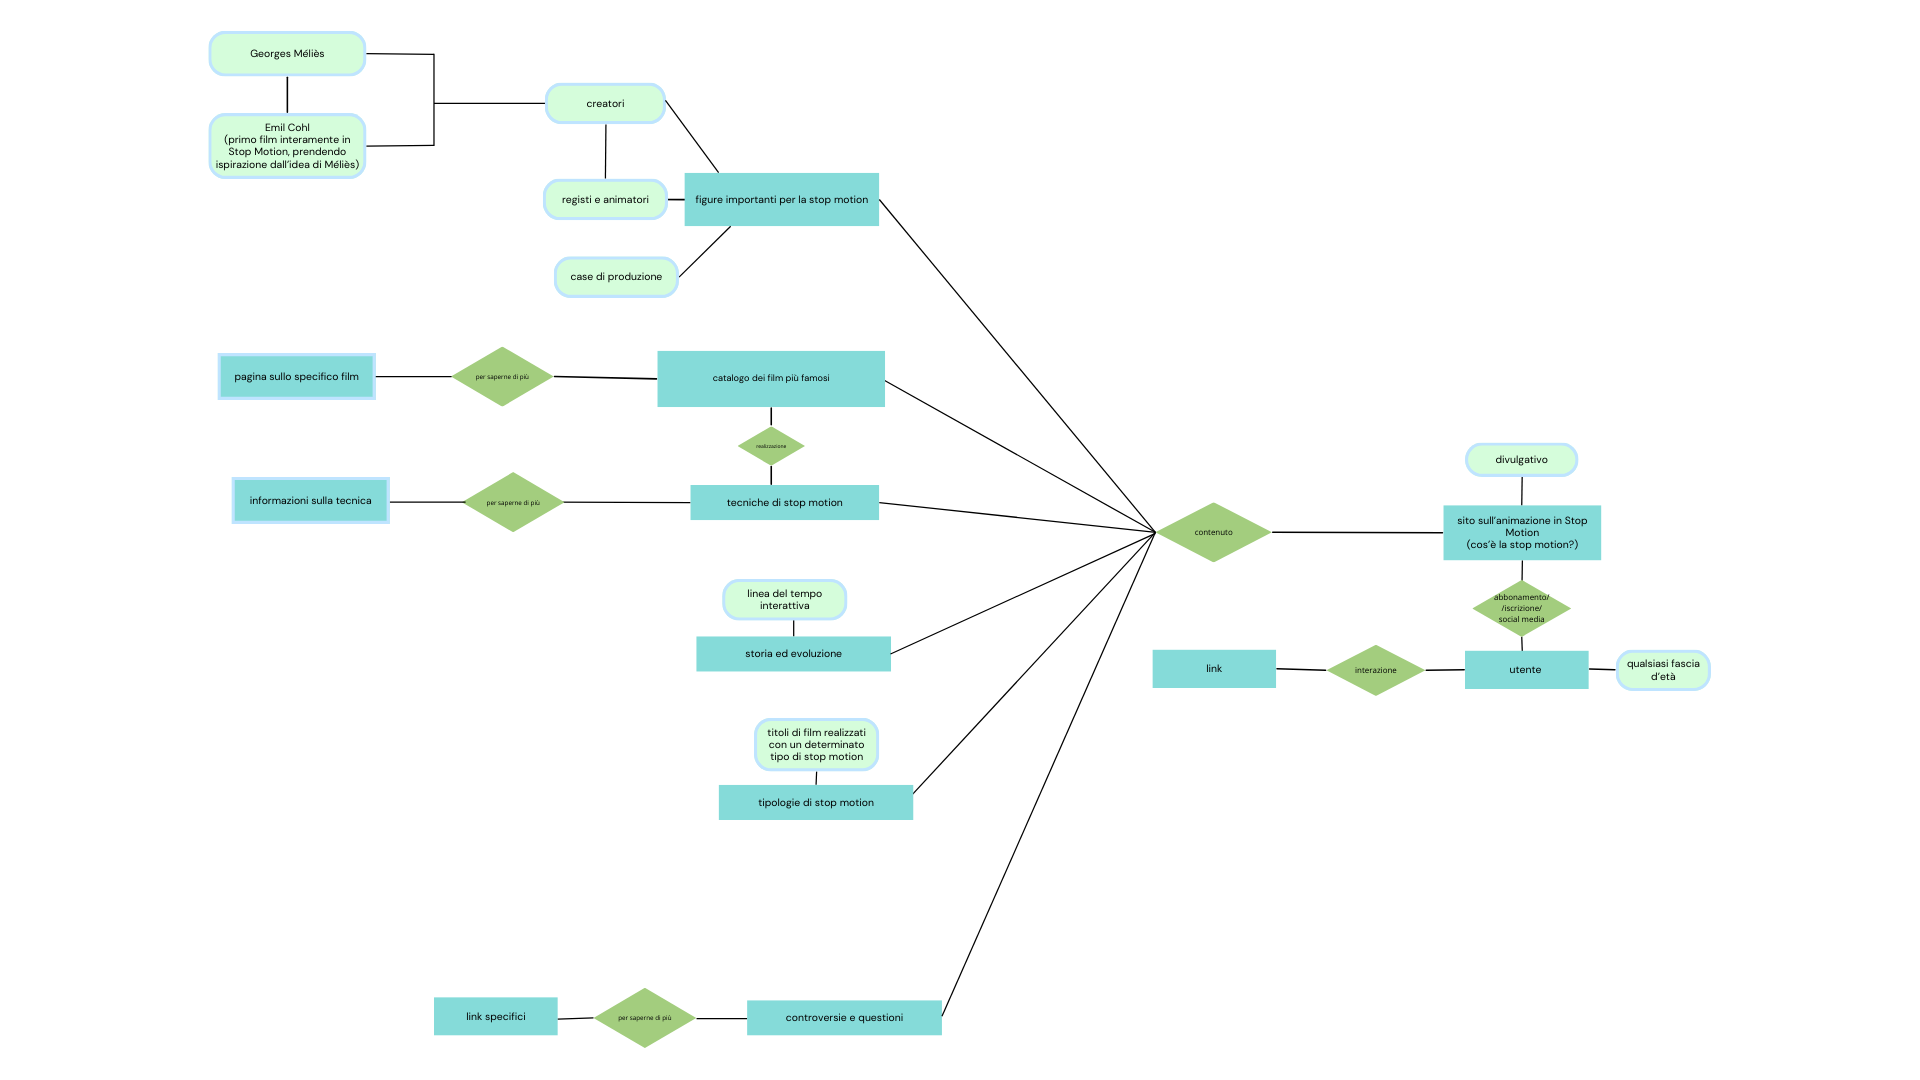 Georges Méliès
Emil Cohl
(primo film interamente in
Stop Motion, prendendo
ispirazione dall'idea di Méliès)
creatori
registi e animatori
figure importanti per la stop motion
case di produzione
pagina sullo specifico film
per saperne di più
catalogo dei film più famosi
realizzazione
informazioni sulla tecnica
per saperne di più
tecniche di stop motion
linea del tempo
interattiva
storia ed evoluzione
titoli di film realizzati
con un determinato
tipo di stop motion
tipologie di stop motion
link specifici
per saperne di più
controversie e questioni
contenuto
divulgativo
sito sull'animazione in Stop
Motion
(cos'è la stop motion?)
abbonamento/
/iscrizione/
social media
link
interazione
utente
qualsiasi fascia
d'età